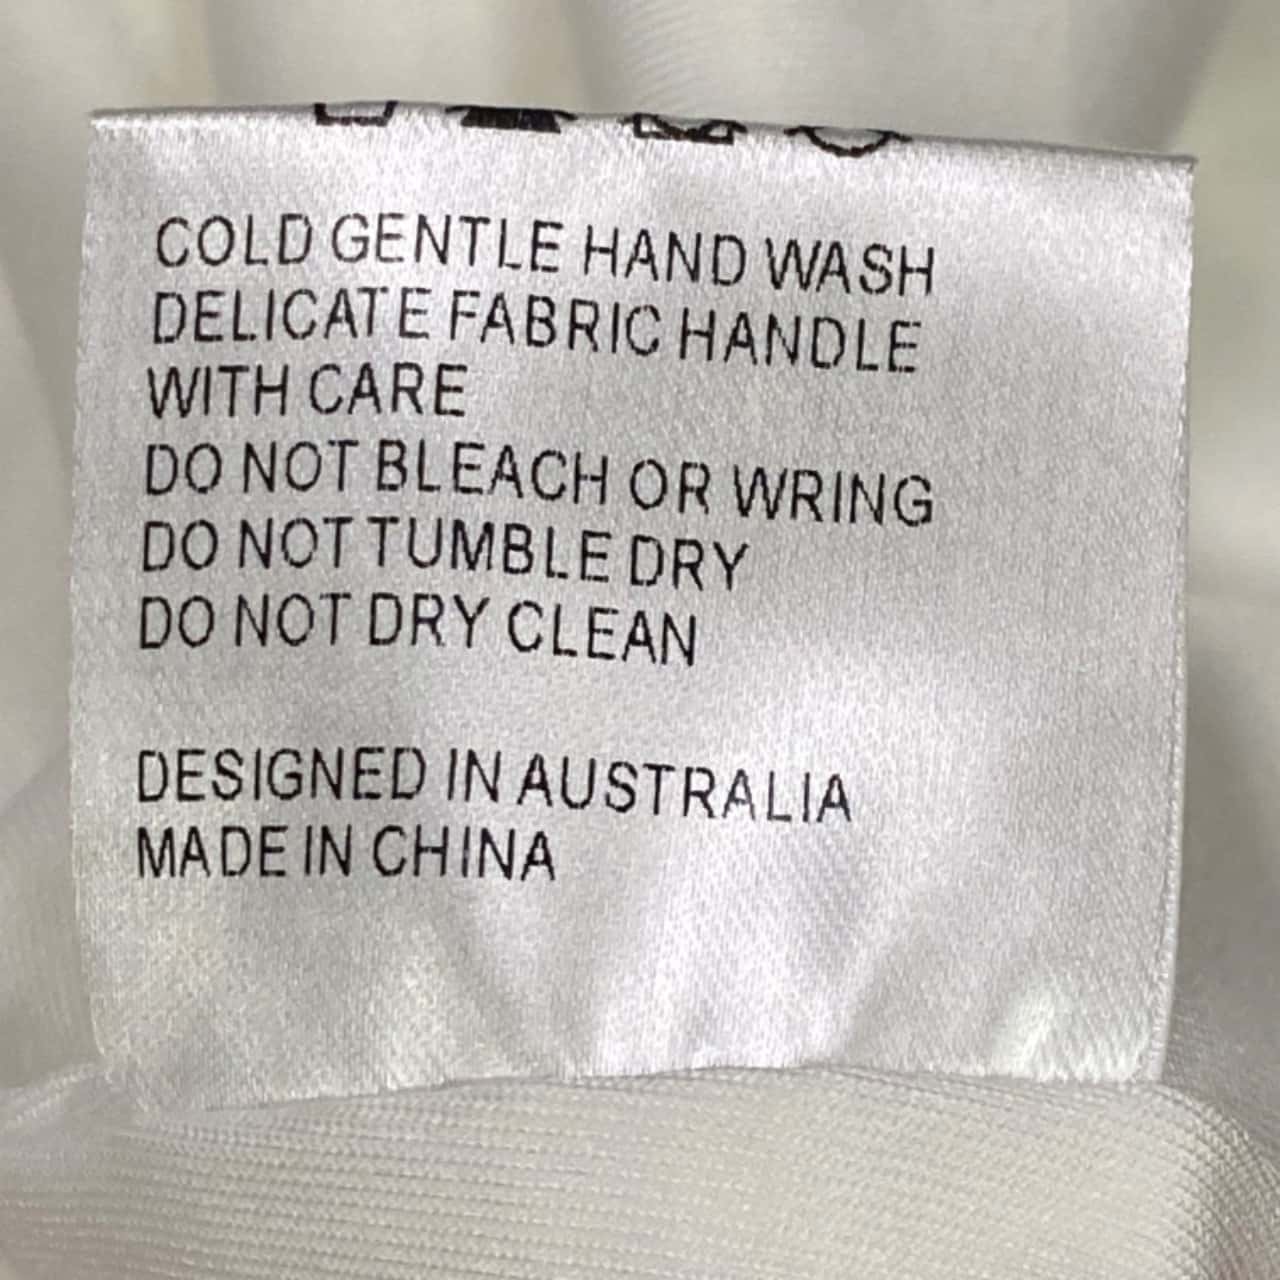 COLD GENTLE HAND WASH
DELICATE FABRIC HANDLE
WITH CARE
DO NOT BLEACH OR WRING
DO NOT TUMBLE DRY
DO NOT DRY CLEAN
DESIGNED IN AUSTRALIA
MADE IN CHINA